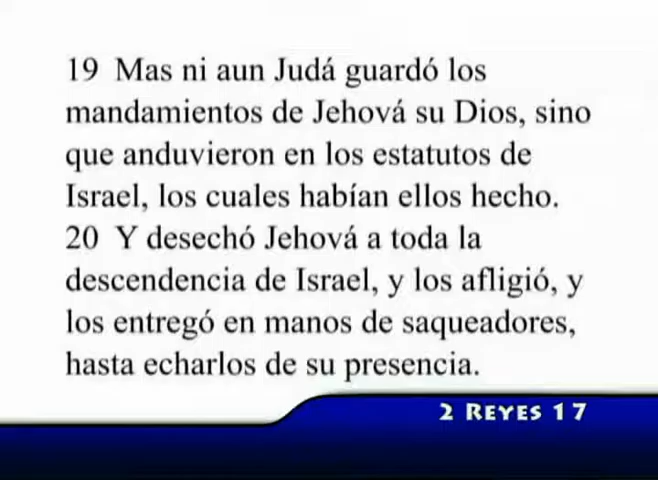 19 Mas ni aun Judá guardó los
mandamientos de Jehová su Dios, sino
que anduvieron en los estatutos de
Israel, los cuales habían ellos hecho.
20 Y desechó Jehová a toda la
descendencia de Israel, y los afligió, y
los entregó en manos de saqueadores,
hasta echarlos de su presencia.
2 REYES 17